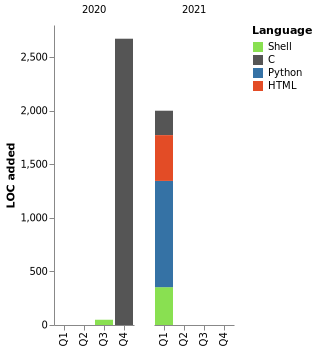 2020 2021
Language
Shell
C
Python
HTML
LOC added
2,500
2,000
1,500
1,000
500
0
Q1 Q2 Q3 Q4 Q1 Q2 Q3 Q4